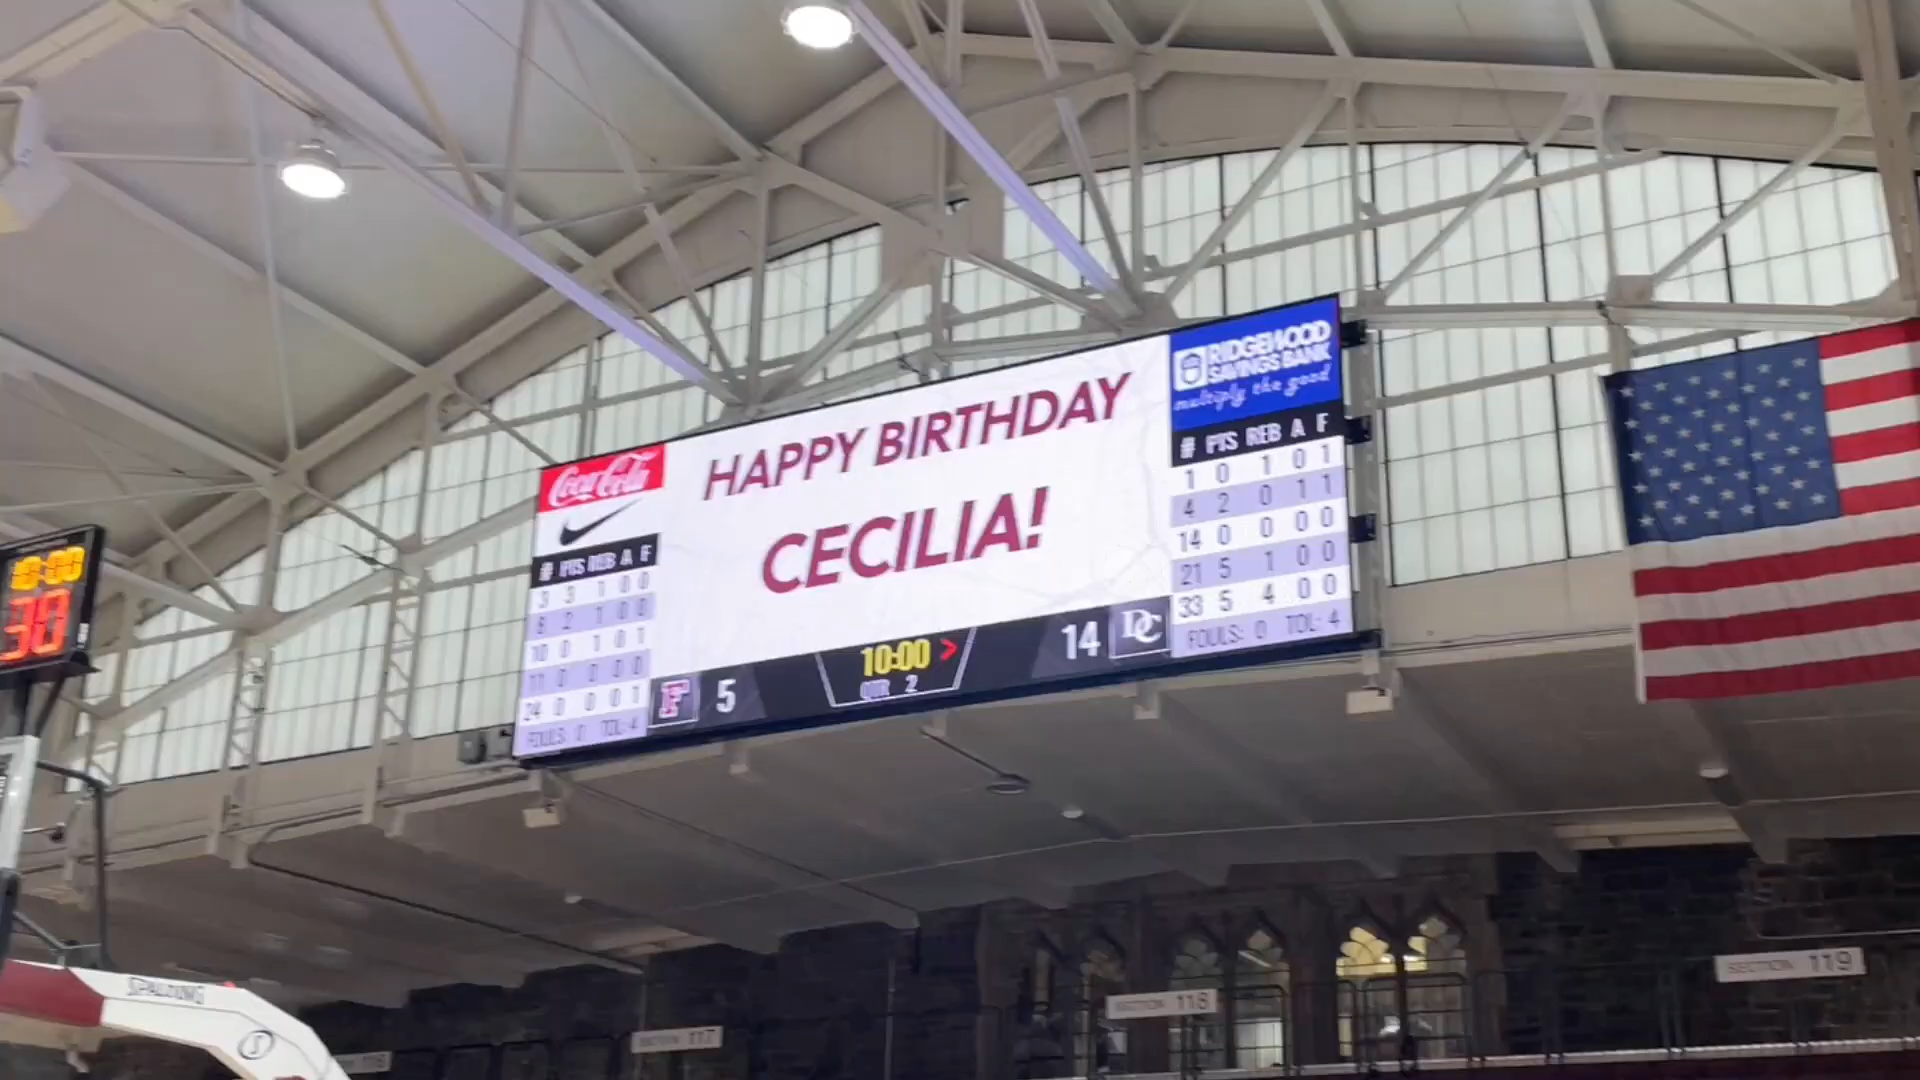 HAPPY BIRTHDAY
CECILIA!
Coca-Cola
# PTS REB A F
3 3 1 0 0
8 2 1 0 0
10 0 1 0 1
11 0 0 0 0
24 0 0 0 1
FOULS: 0 TOL: 4
RIDGEWOOD
SAVINGS BANK
multiply the good
# PTS REB A F
1 0 1 0 1
4 2 0 1 1
14 0 0 0 0
21 5 1 0 0
33 5 4 0 0
FOULS: 0 TOL: 4
F 5
10:00 >
QTR 2
14 DC
10:00
30
SPALDING
SECTION 117
SECTION 118
SECTION 119